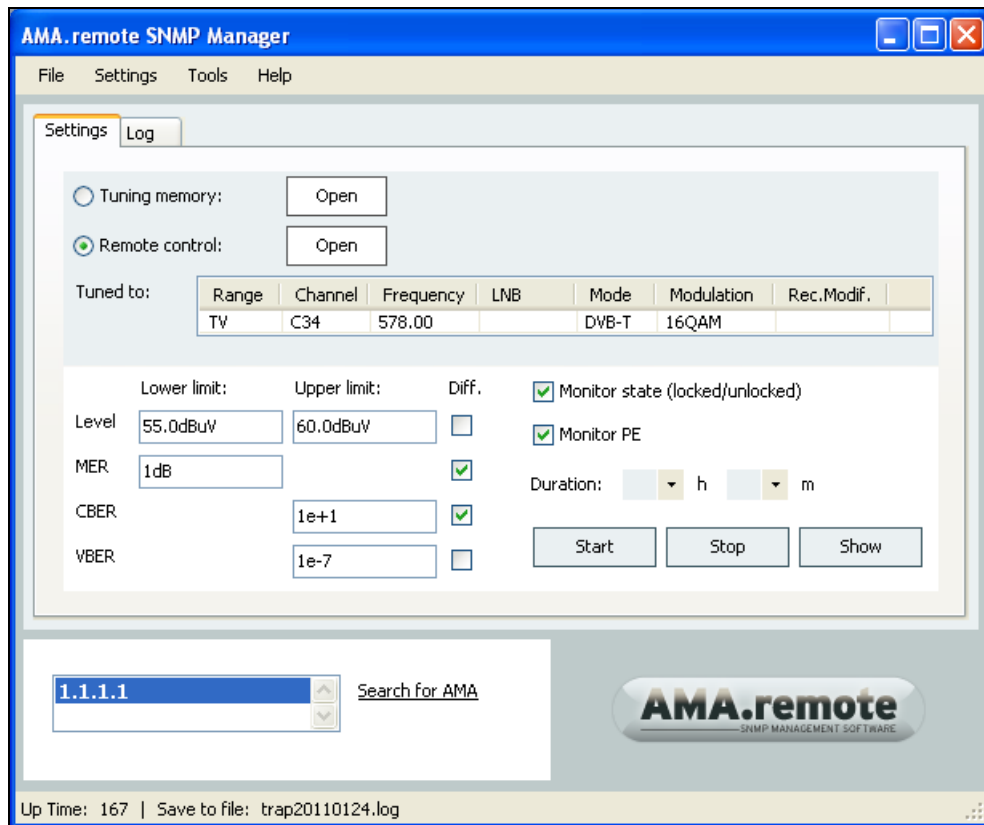 AMA.remote SNMP Manager
File Settings Tools Help
Settings Log
Tuning memory: Open
Remote control: Open
Tuned to: Range Channel Frequency LNB Mode Modulation Rec.Modif.
TV C34 578.00 DVB-T 16QAM
Lower limit: Upper limit: Diff.
Level 55.0dBuV 60.0dBuV
MER 1dB
CBER 1e+1
VBER 1e-7
Monitor state (locked/unlocked)
Monitor PE
Duration: h m
Start Stop Show
1.1.1.1 Search for AMA
AMA.remote
SNMP MANAGEMENT SOFTWARE
Up Time: 167 | Save to file: trap20110124.log